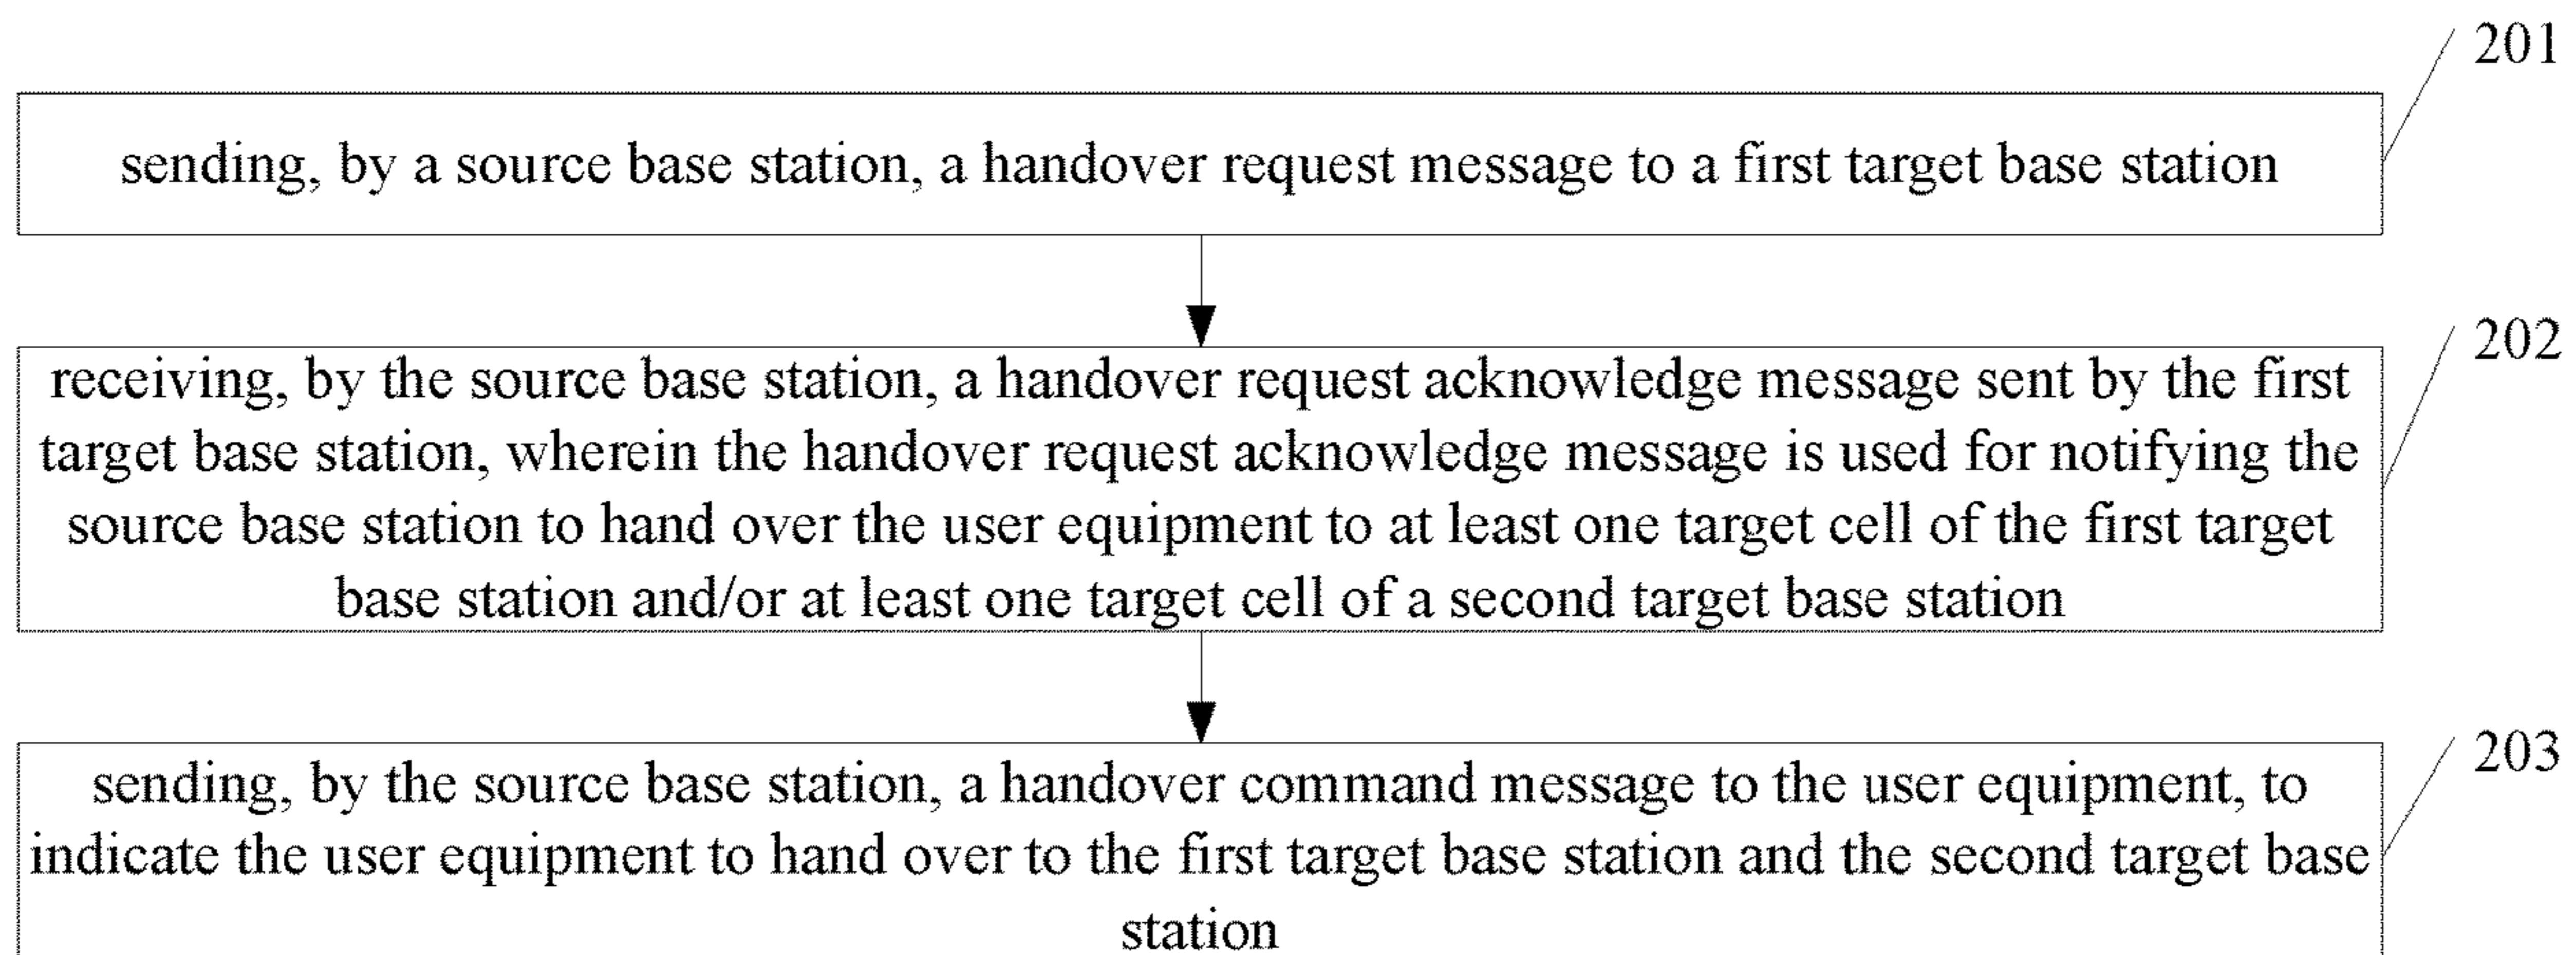 201
sending, by a source base station, a handover request message to a first target base station
202
receiving, by the source base station, a handover request acknowledge message sent by the first
target base station, wherein the handover request acknowledge message is used for notifying the
source base station to hand over the user equipment to at least one target cell of the first target
base station and/or at least one target cell of a second target base station
203
sending, by the source base station, a handover command message to the user equipment, to
indicate the user equipment to hand over to the first target base station and the second target base
station